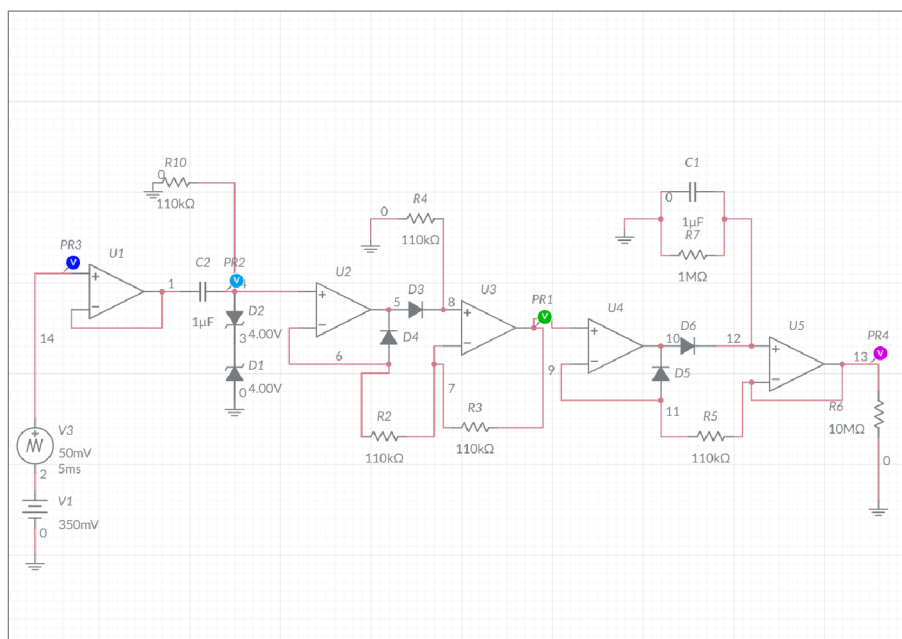 C1
0
R10
0
110kΩ
1μF
R7
1MΩ
R4
0
110kΩ
PR3
U1
1
C2
PR2
1μF
U2
5
D3
8
U3
PR1
U4
10
D6
12
U5
PR4
13
D2
3
4.00V
D1
0
4.00V
D4
6
7
9
D5
11
14
R2
110kΩ
R3
110kΩ
R5
110kΩ
R6
10MΩ
0
V3
50mV
5ms
2
V1
350mV
0